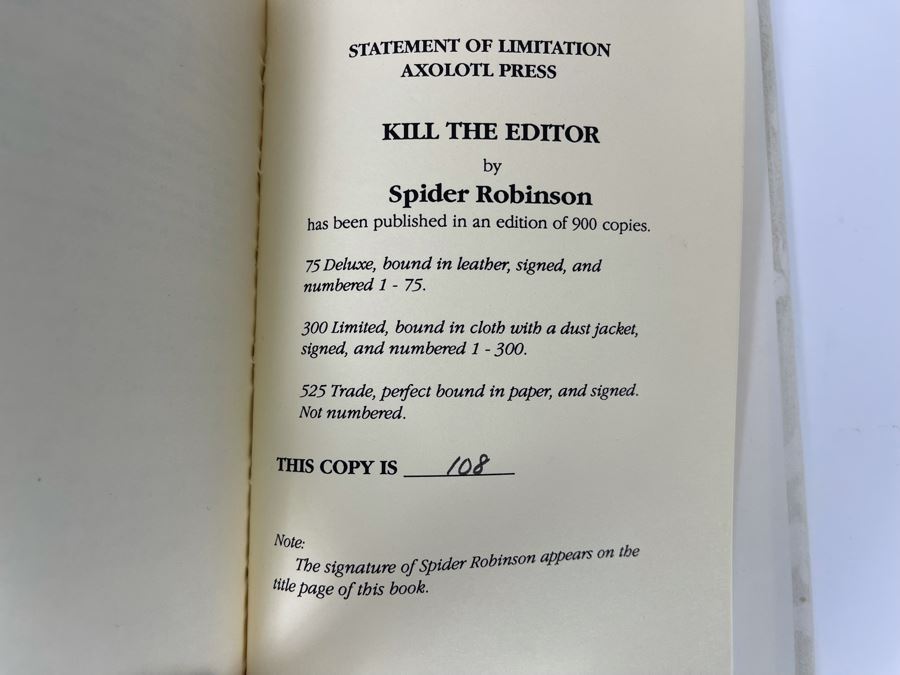 STATEMENT OF LIMITATION
AXOLOTL PRESS
KILL THE EDITOR
by
Spider Robinson
has been published in an edition of 900 copies.
75 Deluxe, bound in leather, signed, and
numbered 1 - 75.
300 Limited, bound in cloth with a dust jacket,
signed, and numbered 1 - 300.
525 Trade, perfect bound in paper, and signed.
Not numbered.
THIS COPY IS 108
Note:
The signature of Spider Robinson appears on the
title page of this book.